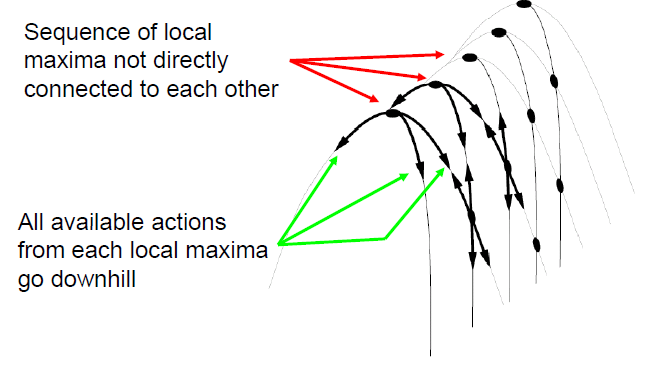 Sequence of local
maxima not directly
connected to each other
All available actions
from each local maxima
go downhill